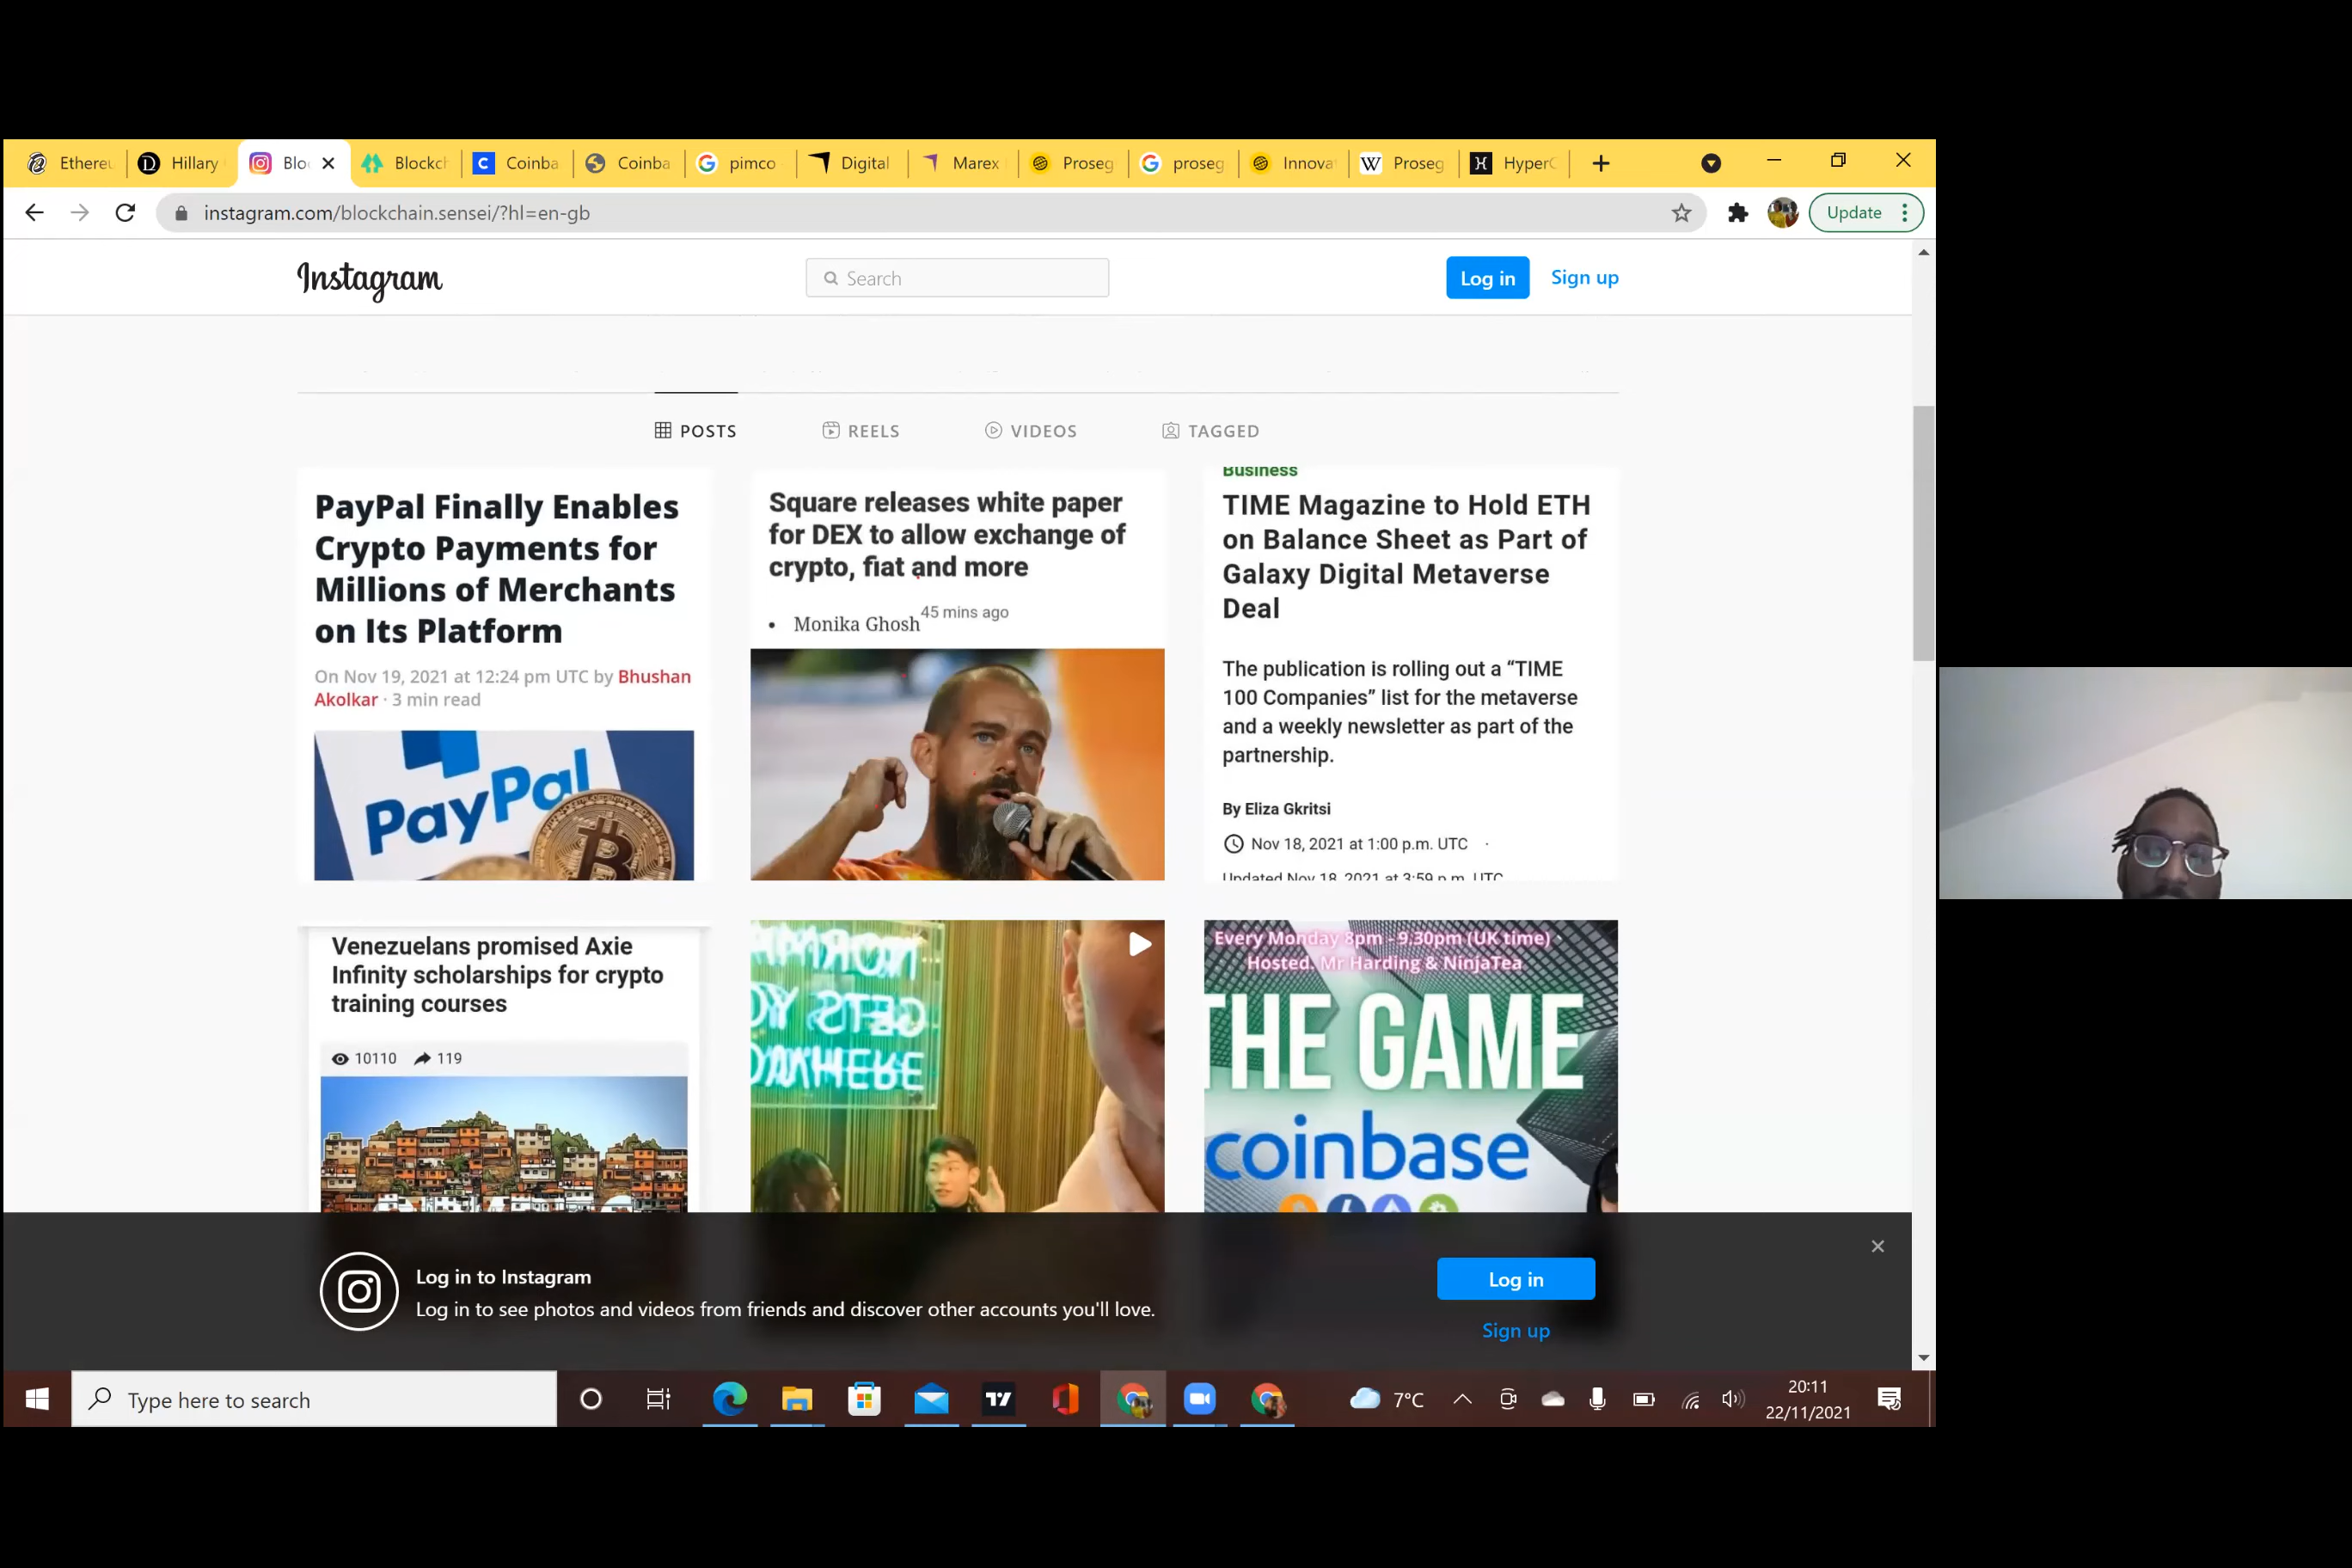 Ethereu
Hillary
Blo
Blockch
Coinba
Coinba
pimco
Digital
Marex
Proseg
proseg
Innova
Proseg
HyperC
instagram.com/blockchain.sensei/?hl=en-gb
Update
Instagram
Search
Log in
Sign up
POSTS
REELS
VIDEOS
TAGGED
PayPal Finally Enables
Crypto Payments for
Millions of Merchants
on Its Platform
On Nov 19, 2021 at 12:24 pm UTC by Bhushan
Akolkar · 3 min read
PayPal
Square releases white paper
for DEX to allow exchange of
crypto, fiat and more
• Monika Ghosh 45 mins ago
Business
TIME Magazine to Hold ETH
on Balance Sheet as Part of
Galaxy Digital Metaverse
Deal
The publication is rolling out a “TIME
100 Companies” list for the metaverse
and a weekly newsletter as part of the
partnership.
By Eliza Gkritsi
Nov 18, 2021 at 1:00 p.m. UTC ·
Updated Nov 18, 2021 at 3:59 p.m. UTC
Venezuelans promised Axie
Infinity scholarships for crypto
training courses
10110 119
Every Monday 8pm - 9.30pm (UK time)
Hosted. Mr Harding & NinjaTea
THE GAME
coinbase
Log in to Instagram
Log in to see photos and videos from friends and discover other accounts you'll love.
Log in
Sign up
Type here to search
7°C
20:11
22/11/2021